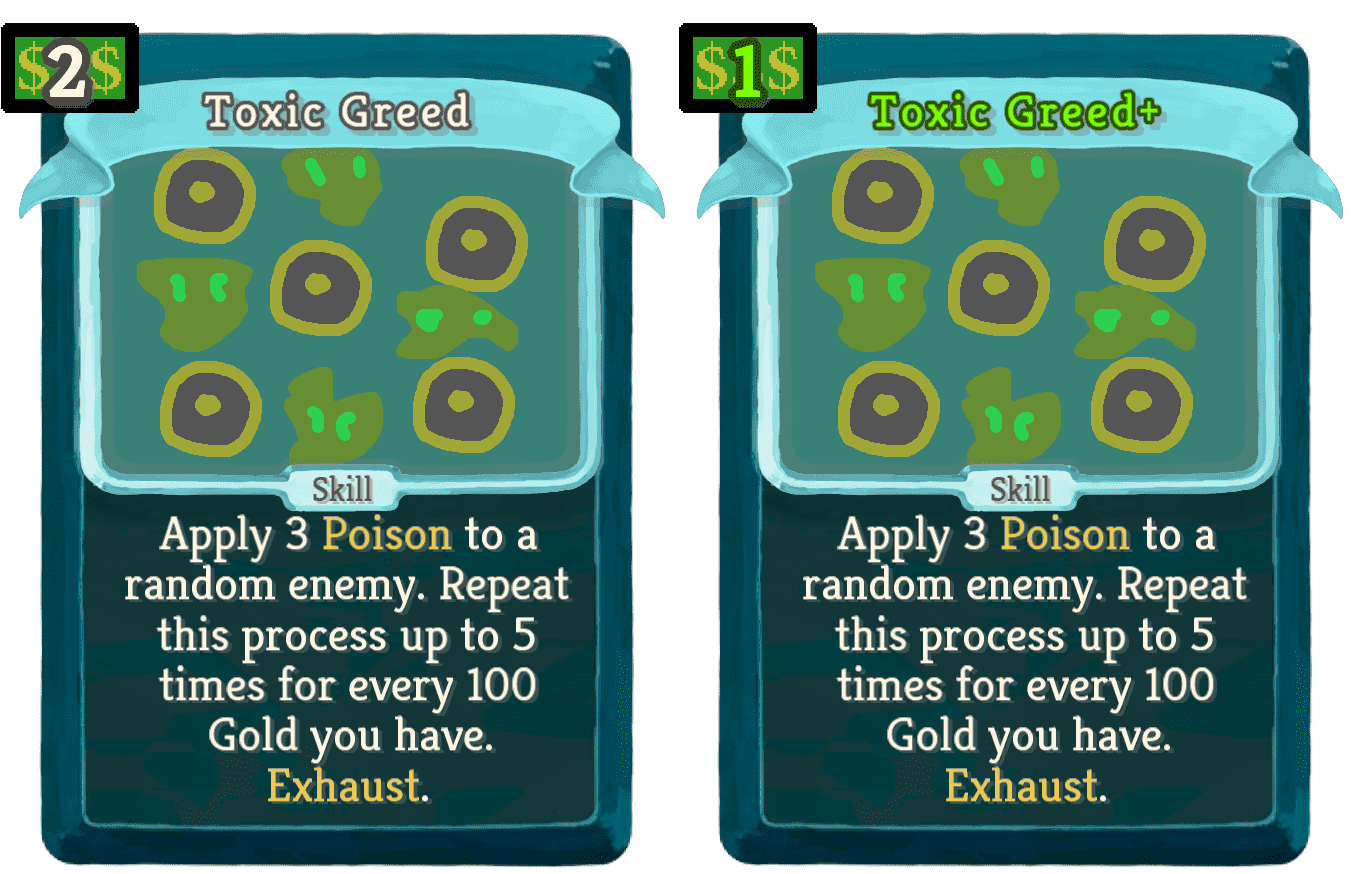 $2$
Toxic Greed
Skill
Apply 3 Poison to a
random enemy. Repeat
this process up to 5
times for every 100
Gold you have.
Exhaust.
$1$
Toxic Greed+
Skill
Apply 3 Poison to a
random enemy. Repeat
this process up to 5
times for every 100
Gold you have.
Exhaust.